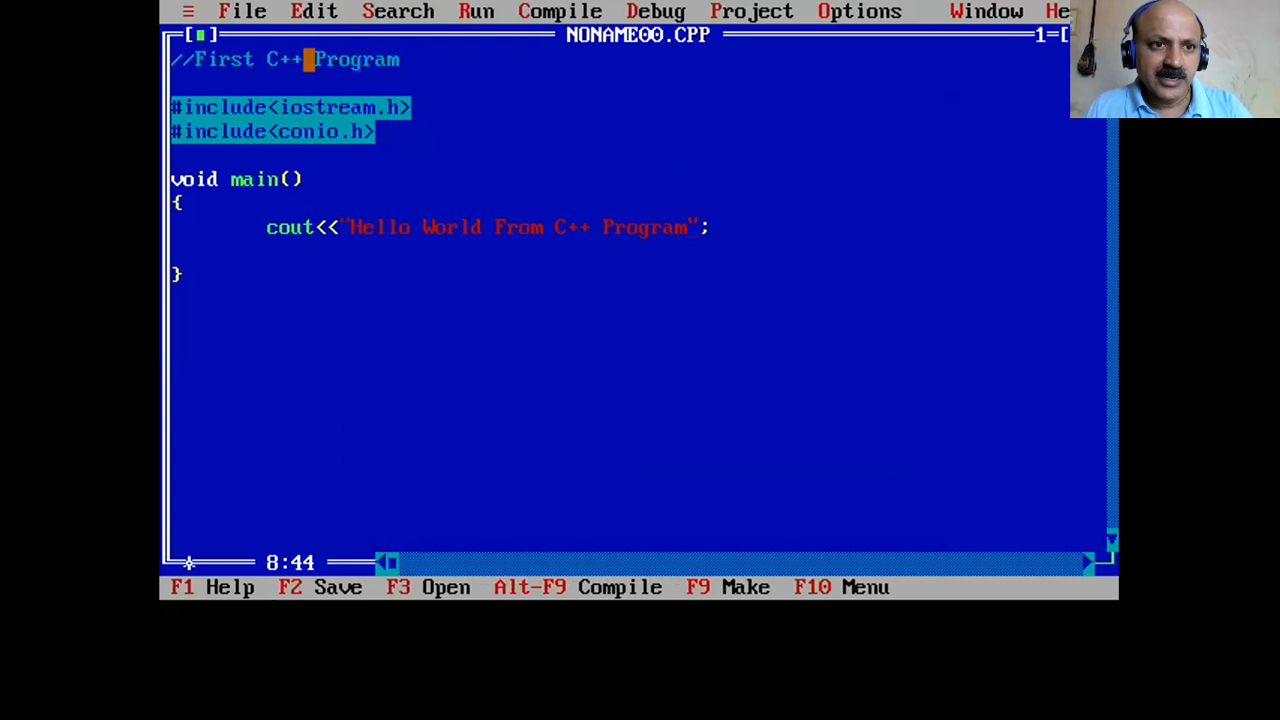 ≡ File Edit Search Run Compile Debug Project Options Window He
[■] NONAME00.CPP 1=[
//First C++ Program
#include<iostream.h>
#include<conio.h>
void main()
{
cout<<"Hello World From C++ Program";
}
8:44
F1 Help F2 Save F3 Open Alt-F9 Compile F9 Make F10 Menu